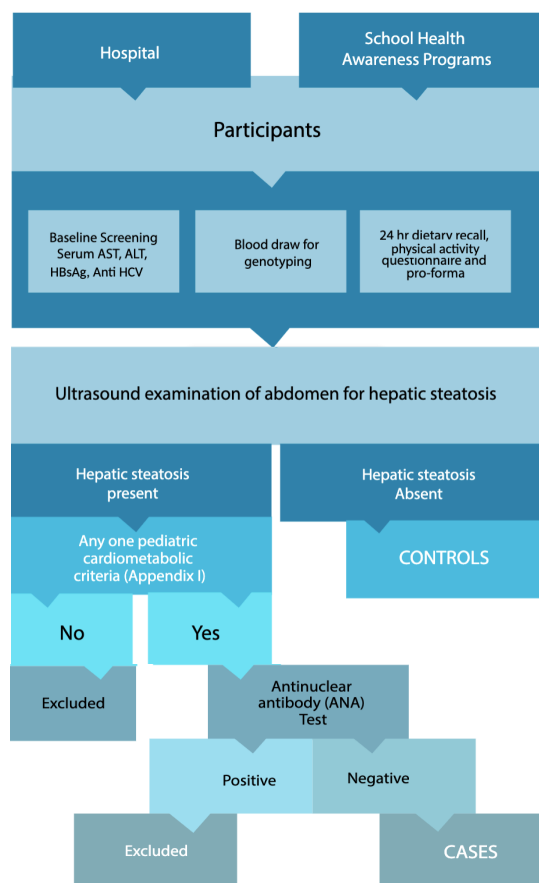 Hospital
School Health
Awareness Programs
Participants
Baseline Screening
Serum AST, ALT,
HBsAg, Anti HCV
Blood draw for
genotyping
24 hr dietary recall,
physical activity
questionnaire and
pro-forma
Ultrasound examination of abdomen for hepatic steatosis
Hepatic steatosis
present
Hepatic steatosis
Absent
Any one pediatric
cardiometabolic
criteria (Appendix I)
CONTROLS
No
Yes
Excluded
Antinuclear
antibody (ANA)
Test
Positive
Negative
Excluded
CASES